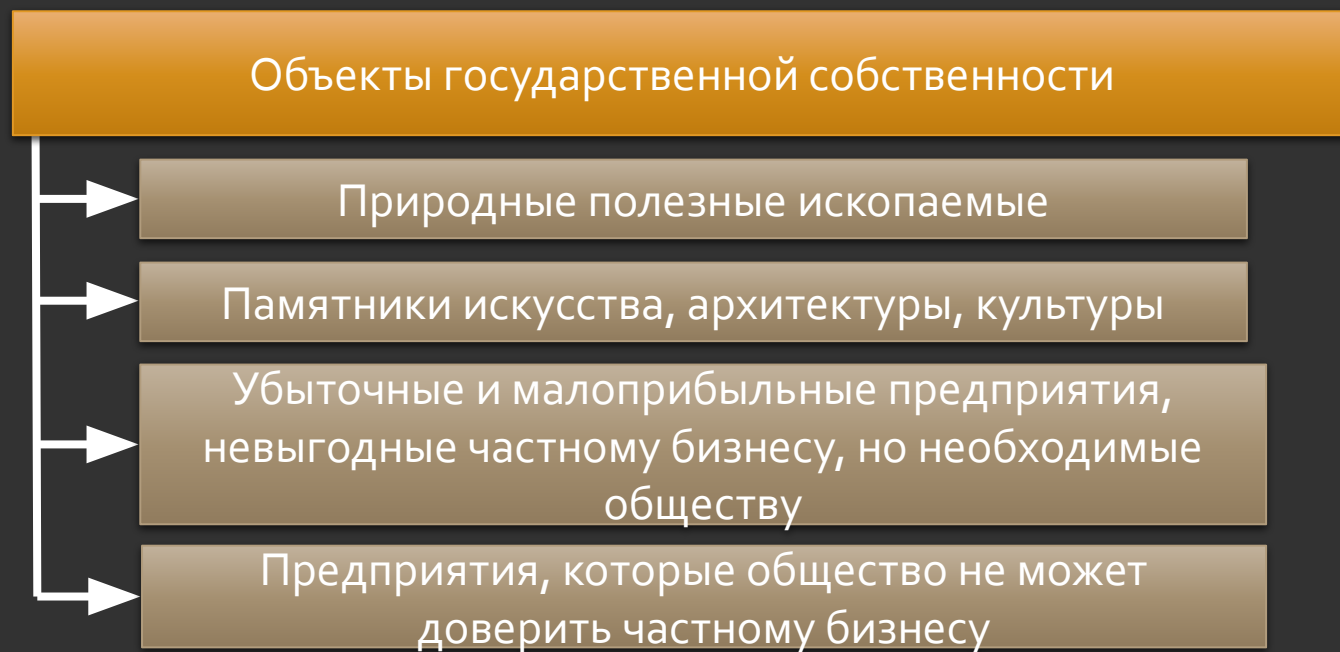 Объекты государственной собственности
Природные полезные ископаемые
Памятники искусства, архитектуры, культуры
Убыточные и малоприбыльные предприятия,
невыгодные частному бизнесу, но необходимые
обществу
Предприятия, которые общество не может
доверить частному бизнесу